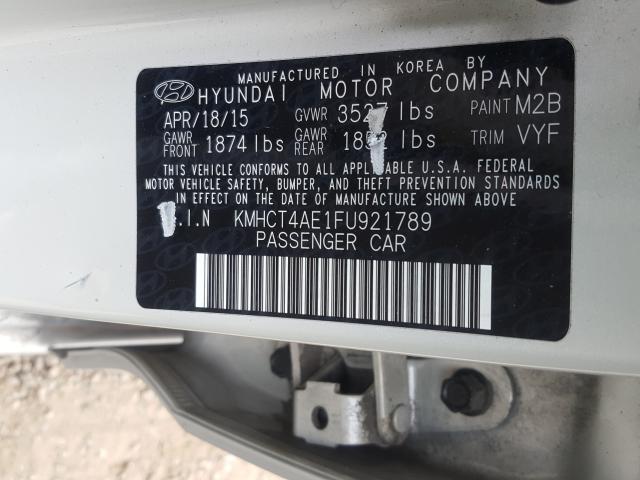 MANUFACTURED IN KOREA BY
HYUNDAI MOTOR COMPANY
APR/18/15 GVWR 3527 lbs PAINT M2B
GAWR FRONT 1874 lbs GAWR REAR lbs TRIM VYF
THIS VEHICLE CONFORMS TO ALL APPLICABLE U.S.A. FEDERAL
MOTOR VEHICLE SAFETY, BUMPER, AND THEFT PREVENTION STANDARDS
IN EFFECT ON THE DATE OF MANUFACTURE SHOWN ABOVE
V.I.N KMHCT4AE1FU921789
PASSENGER CAR